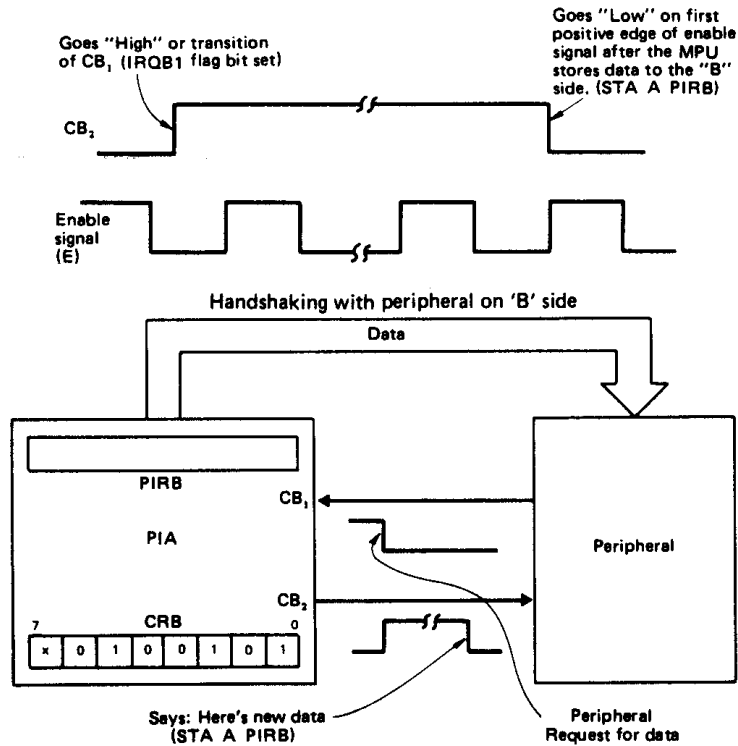 Goes "High" or transition
of CB₁ (IRQB1 flag bit set)
Goes "Low" on first
positive edge of enable
signal after the MPU
stores data to the "B"
side. (STA A PIRB)
CB₂
Enable
signal
(E)
Handshaking with peripheral on 'B' side
Data
PIRB
CB₁
PIA
Peripheral
CB₂
CRB
7 0
x 0 1 0 0 1 0 1
Says: Here's new data
(STA A PIRB)
Peripheral
Request for data